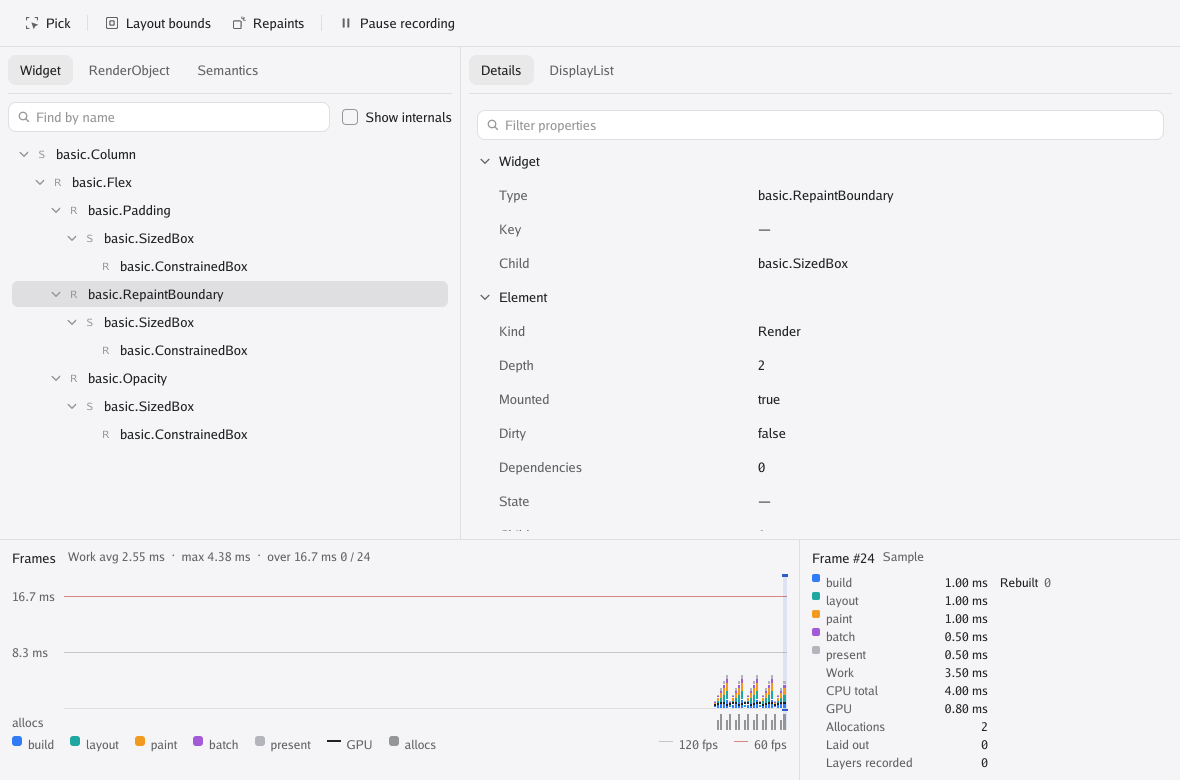 Pick Layout bounds Repaints Pause recording
Widget RenderObject Semantics
Find by name Show internals
S basic.Column
R basic.Flex
R basic.Padding
S basic.SizedBox
R basic.ConstrainedBox
R basic.RepaintBoundary
S basic.SizedBox
R basic.ConstrainedBox
R basic.Opacity
S basic.SizedBox
R basic.ConstrainedBox
Details DisplayList
Filter properties
Widget
Type basic.RepaintBoundary
Key —
Child basic.SizedBox
Element
Kind Render
Depth 2
Mounted true
Dirty false
Dependencies 0
State —
Frames Work avg 2.55 ms · max 4.38 ms · over 16.7 ms 0 / 24
16.7 ms
8.3 ms
allocs
build layout paint batch present GPU allocs 120 fps 60 fps
Frame #24 Sample
build 1.00 ms Rebuilt 0
layout 1.00 ms
paint 1.00 ms
batch 0.50 ms
present 0.50 ms
Work 3.50 ms
CPU total 4.00 ms
GPU 0.80 ms
Allocations 2
Laid out 0
Layers recorded 0